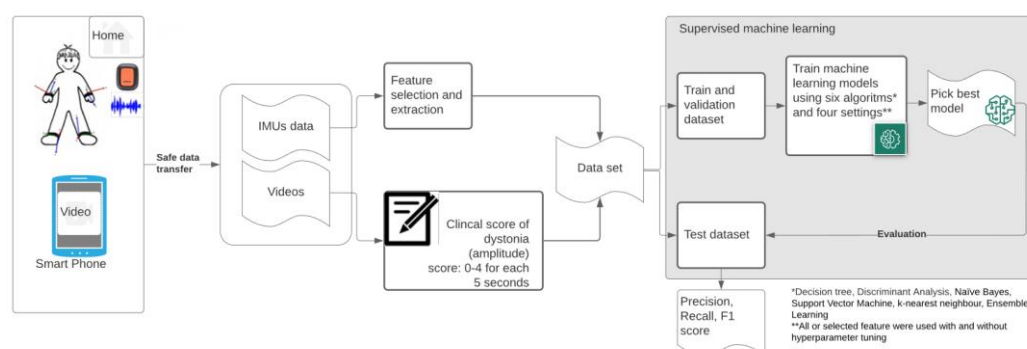 Home
Video
Smart Phone
Safe data
transfer
IMUs data
Videos
Feature
selection and
extraction
Clincal score of
dystonia
(amplitude)
score: 0-4 for each
5 seconds
Data set
Supervised machine learning
Train and
validation
dataset
Train machine
learning models
using six algoritms*
and four settings**
Pick best
model
Test dataset
Evaluation
Precision,
Recall, F1
score
*Decision tree, Discriminant Analysis, Naïve Bayes,
Support Vector Machine, k-nearest neighbour, Ensemble
Learning
**All or selected feature were used with and without
hyperparameter tuning